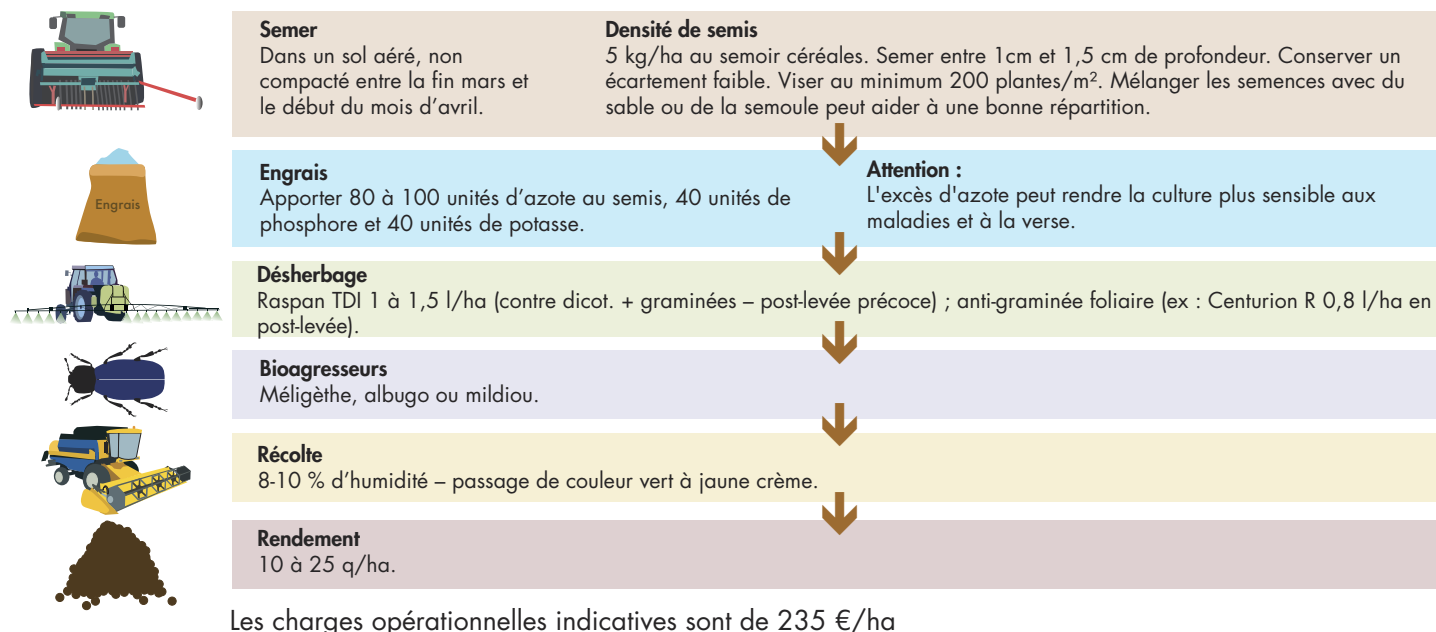 Semer
Dans un sol aéré, non
compacté entre la fin mars et
le début du mois d'avril.
Densité de semis
5 kg/ha au semoir céréales. Semer entre 1cm et 1,5 cm de profondeur. Conserver un
écartement faible. Viser au minimum 200 plantes/m². Mélanger les semences avec du
sable ou de la semoule peut aider à une bonne répartition.
Engrais
Engrais
Apporter 80 à 100 unités d'azote au semis, 40 unités de
phosphore et 40 unités de potasse.
Attention :
L'excès d'azote peut rendre la culture plus sensible aux
maladies et à la verse.
Désherbage
Raspan TDI 1 à 1,5 l/ha (contre dicot. + graminées – post-levée précoce) ; anti-graminée foliaire (ex : Centurion R 0,8 l/ha en
post-levée).
Bioagresseurs
Méligèthe, albugo ou mildiou.
Récolte
8-10 % d'humidité – passage de couleur vert à jaune crème.
Rendement
10 à 25 q/ha.
Les charges opérationnelles indicatives sont de 235 €/ha